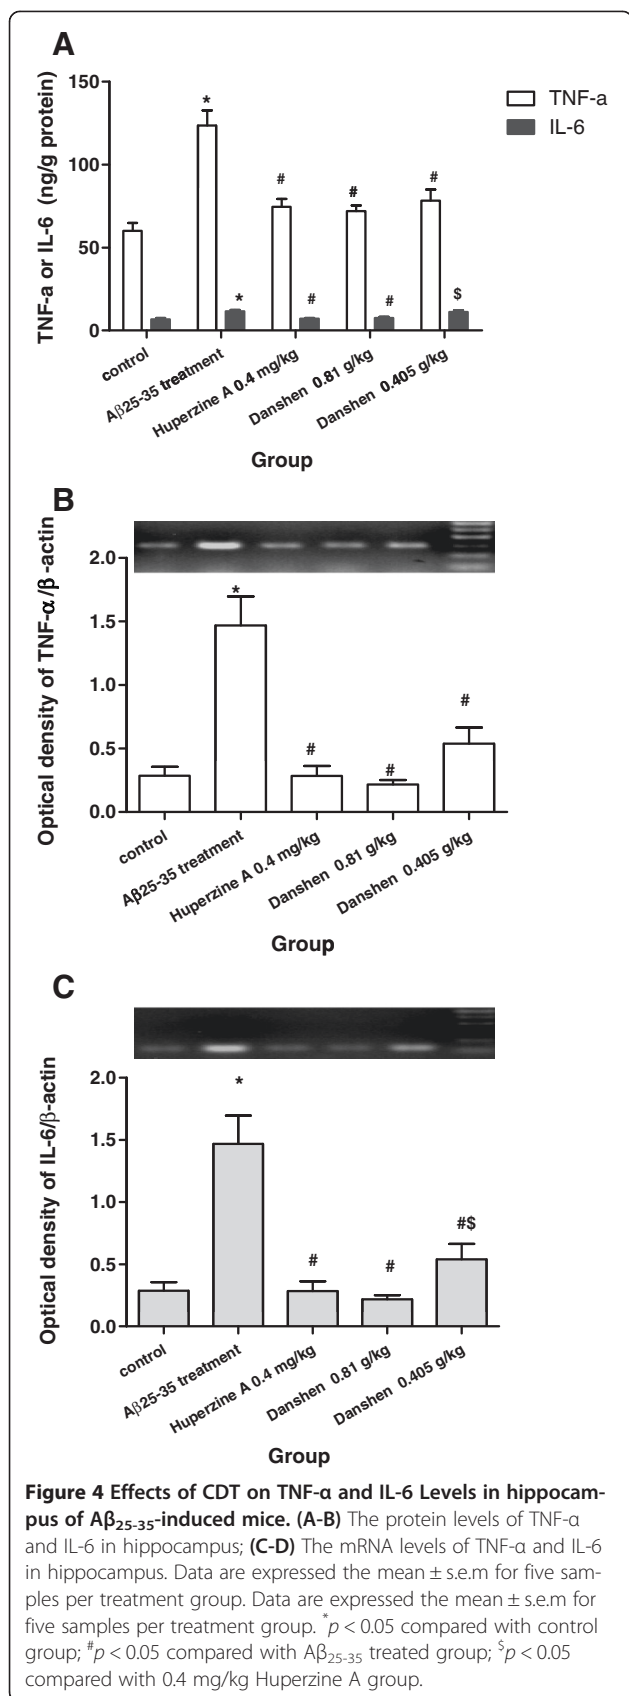 A
TNF-a or IL-6 (ng/g protein)
150
100
50
0
*
*
#
#
#
#
#
$
TNF-a
IL-6
control
Aβ25-35 treatment
Huperzine A 0.4 mg/kg
Danshen 0.81 g/kg
Danshen 0.405 g/kg
Group
B
Optical density of TNF-α/β-actin
2.0
1.5
1.0
0.5
0.0
*
#
#
#
control
Aβ25-35 treatment
Huperzine A 0.4 mg/kg
Danshen 0.81 g/kg
Danshen 0.405 g/kg
Group
C
Optical density of IL-6/β-actin
2.0
1.5
1.0
0.5
0.0
*
#
#
#$
control
Aβ25-35 treatment
Huperzine A 0.4 mg/kg
Danshen 0.81 g/kg
Danshen 0.405 g/kg
Group
Figure 4 Effects of CDT on TNF-α and IL-6 Levels in hippocam-
pus of Aβ25-35-induced mice. (A-B) The protein levels of TNF-α
and IL-6 in hippocampus; (C-D) The mRNA levels of TNF-α and IL-6
in hippocampus. Data are expressed the mean ± s.e.m for five sam-
ples per treatment group. Data are expressed the mean ± s.e.m for
five samples per treatment group. *p < 0.05 compared with control
group; #p < 0.05 compared with Aβ25-35 treated group; $p < 0.05
compared with 0.4 mg/kg Huperzine A group.